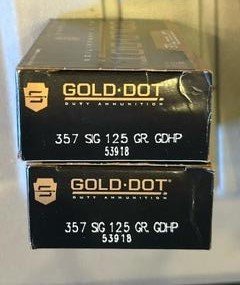 GOLD DOT®
DUTY AMMUNITION
357 SIG 125 GR. GDHP
53918
GOLD DOT®
DUTY AMMUNITION
357 SIG 125 GR. GDHP
53918